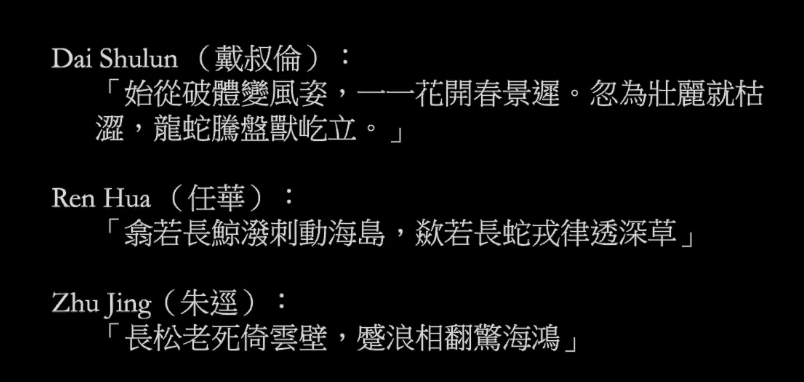 Dai Shulun （戴叔倫）：
「始從破體變風姿，一一花開春景遲。忽為壯麗就枯
澀，龍蛇騰盤獸屹立。」
Ren Hua （任華）：
「翕若長鯨潑剌動海島，欻若長蛇戎律透深草」
Zhu Jing（朱逕）：
「長松老死倚雲壁，蹙浪相翻驚海鴻」